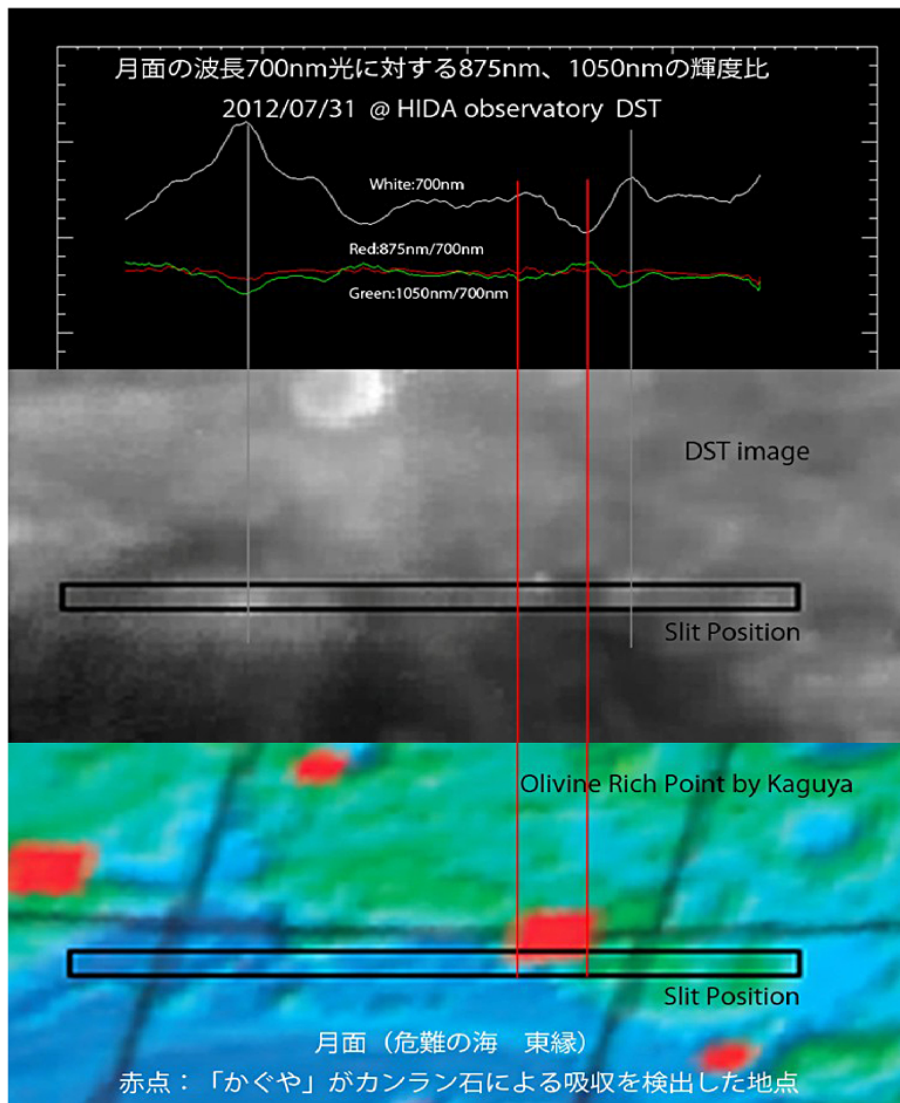 月面の波長700nm光に対する875nm、1050nmの輝度比
2012/07/31 @ HIDA observatory DST
White:700nm
Red:875nm/700nm
Green:1050nm/700nm
DST image
Slit Position
Olivine Rich Point by Kaguya
Slit Position
月面（危難の海　東縁）
赤点：「かぐや」がカンラン石による吸収を検出した地点